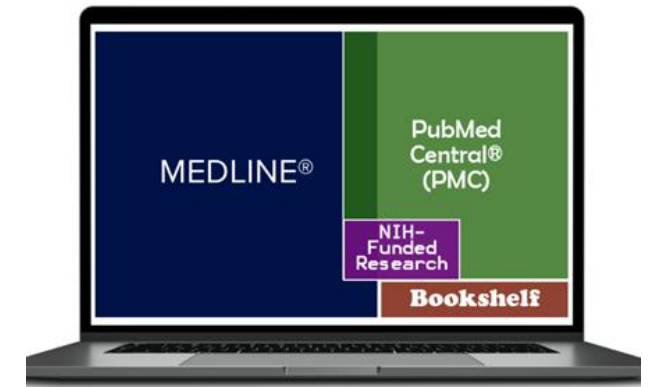 MEDLINE®
PubMed
Central®
(PMC)
NIH-
Funded
Research
Bookshelf